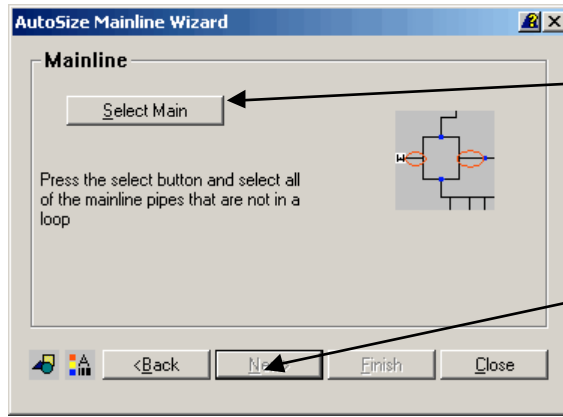 AutoSize Mainline Wizard
Mainline
Select Main
W
Press the select button and select all
of the mainline pipes that are not in a
loop
<Back
Finish
Close